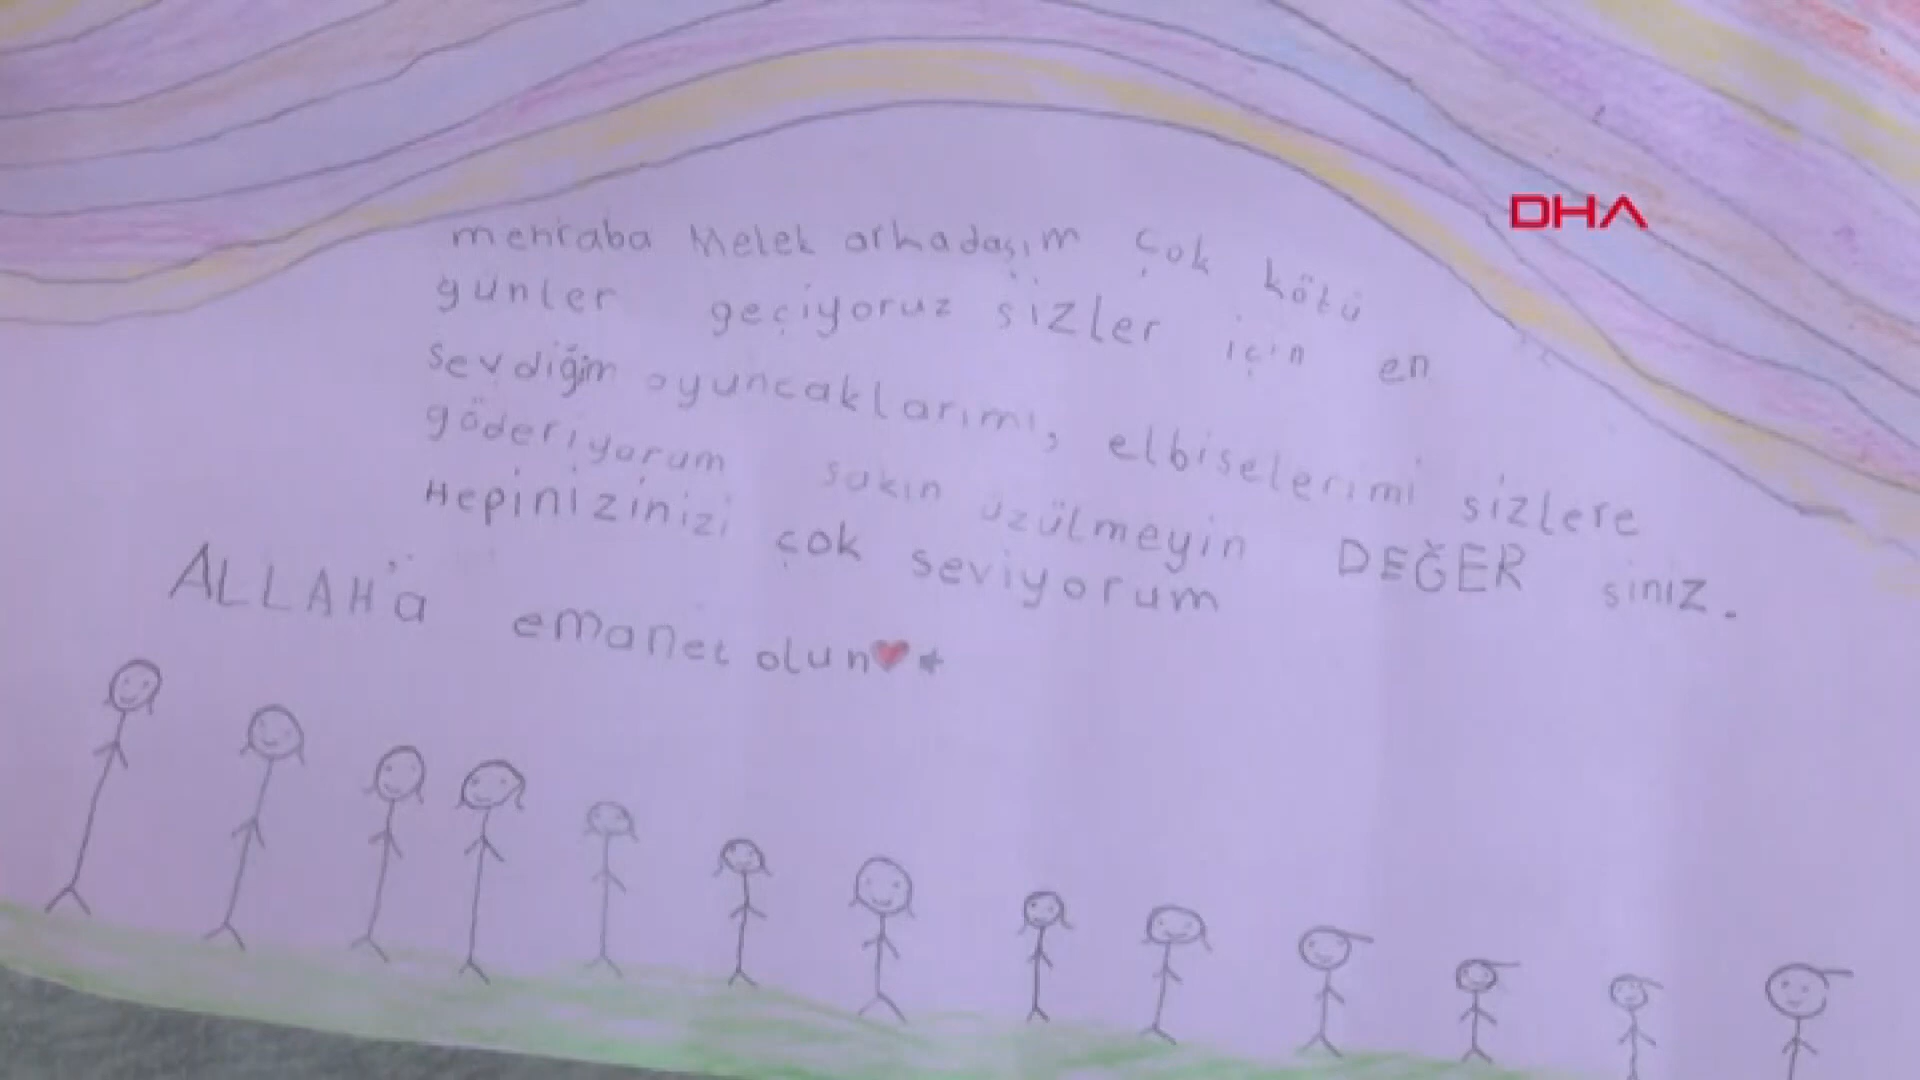 DHA
merhaba Melek arkadaşım çok kötü
günler geçiyoruz sizler için en
sevdiğim oyuncaklarımı, elbiselerimi sizlere
göderiyorum sakın üzülmeyin DEĞER siniz.
Hepinizinizi çok seviyorum
ALLAH'a emanet olun